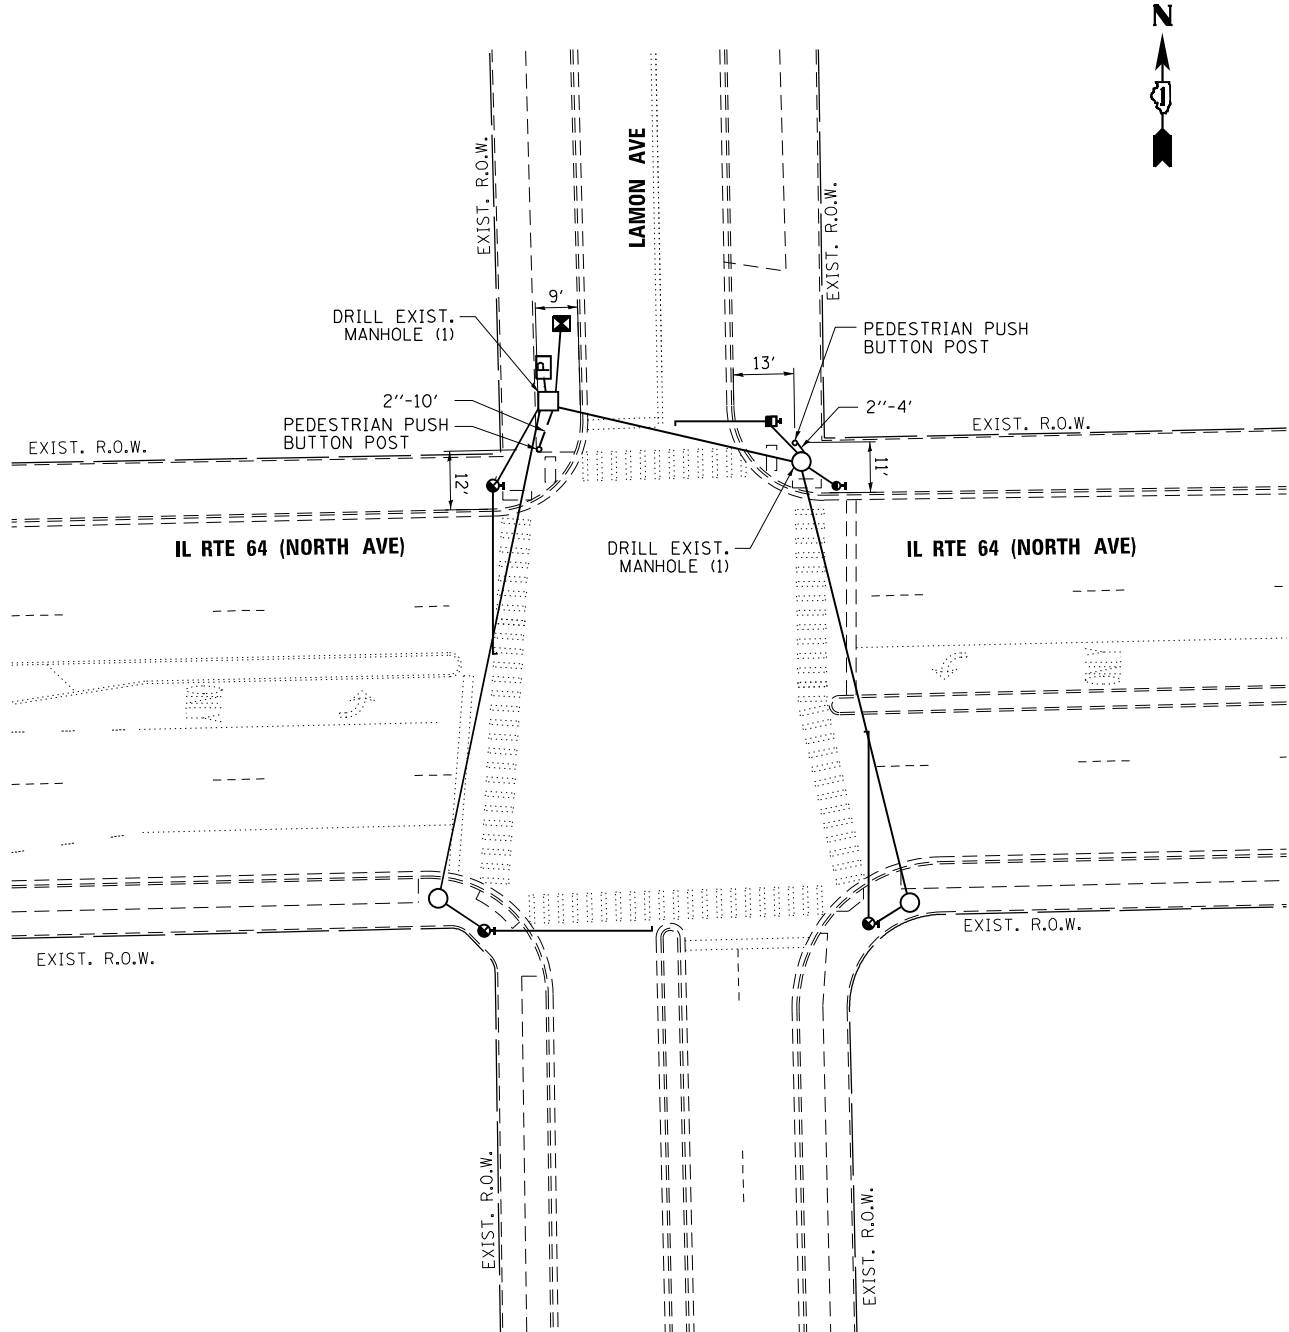 N
LAMON AVE
EXIST. R.O.W.
EXIST. R.O.W.
9'
DRILL EXIST.
MANHOLE (1)
PEDESTRIAN PUSH
BUTTON POST
13'
P
2"-10'
2"-4'
PEDESTRIAN PUSH
BUTTON POST
EXIST. R.O.W.
EXIST. R.O.W.
12'
11'
IL RTE 64 (NORTH AVE)
DRILL EXIST.
MANHOLE (1)
IL RTE 64 (NORTH AVE)
EXIST. R.O.W.
EXIST. R.O.W.
EXIST. R.O.W.
EXIST. R.O.W.